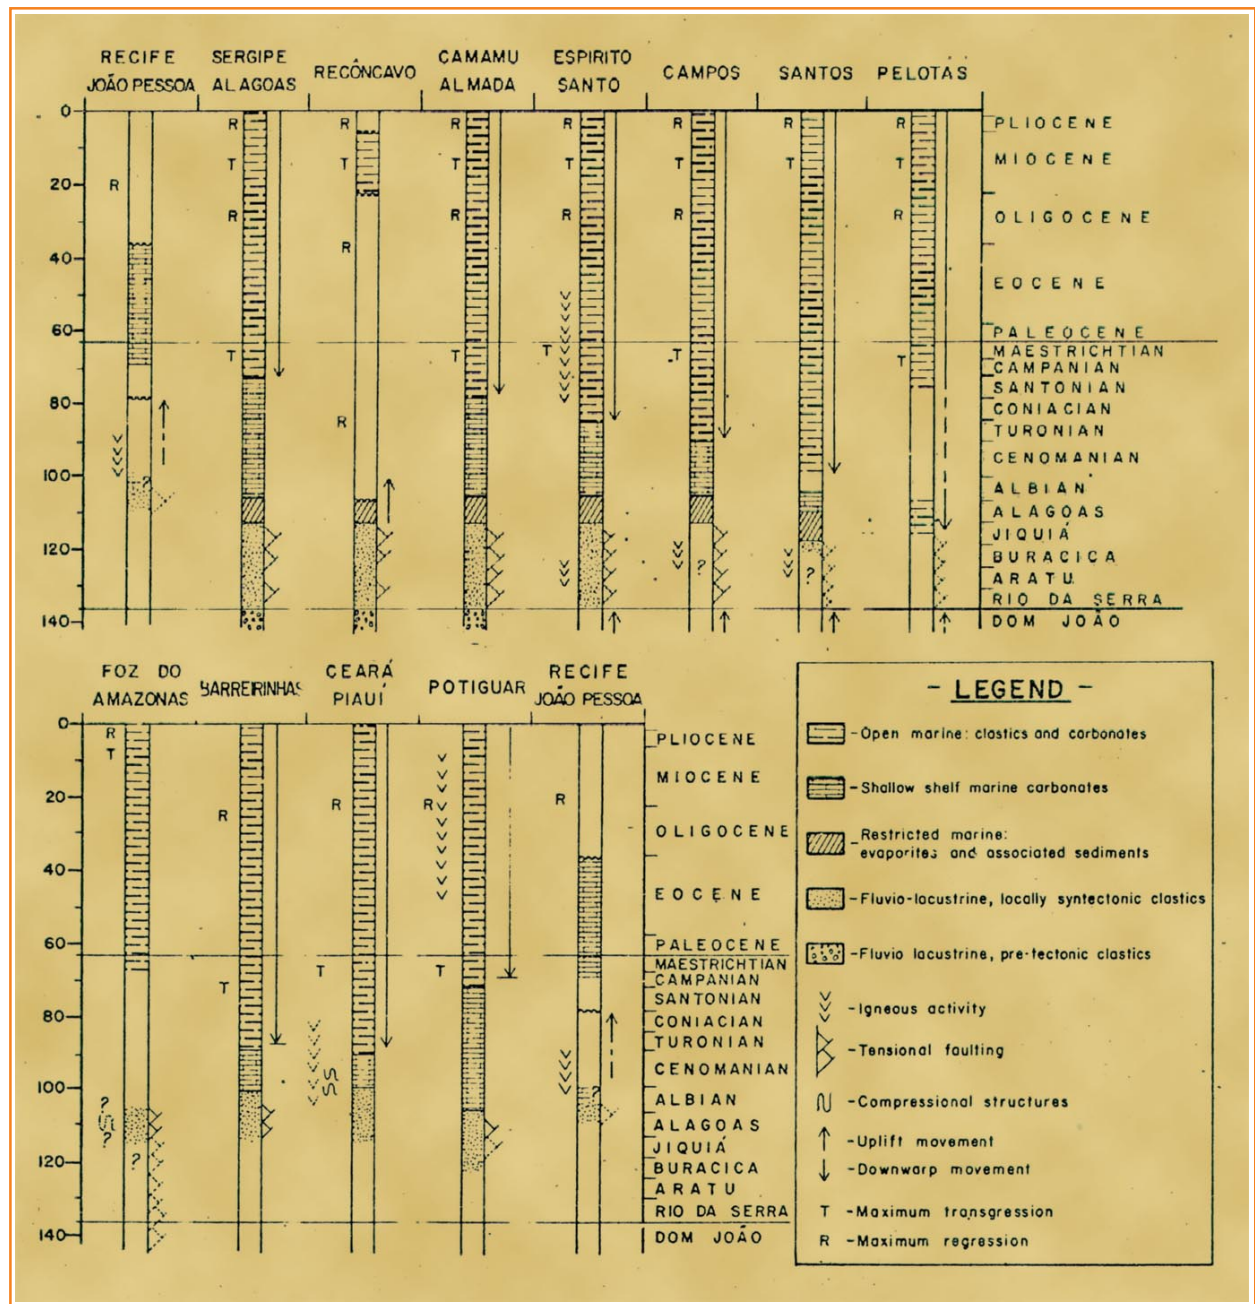 RECIFE
JOÃO PESSOA
SERGIPE
ALAGOAS
RECÔNCAVO
CAMAMU
ALMADA
ESPIRITO
SANTO
CAMPOS
SANTOS
PELOTAS
0
20
40
60
80
100
120
140
R
T
R
T
R
T
R
R
R
T
R
T
R
T
R
T
R
T
R
T
R
T
R
T
R
T
?
?
?
PLIOCENE
MIOCENE
OLIGOCENE
EOCENE
PALEOCENE
MAESTRICHTIAN
CAMPANIAN
SANTONIAN
CONIACIAN
TURONIAN
CENOMANIAN
ALBIAN
ALAGOAS
JIQUIÁ
BURACICA
ARATU
RIO DA SERRA
DOM JOÃO
FOZ DO
AMAZONAS
BARREIRINHAS
CEARÁ
PIAUÍ
POTIGUAR
RECIFE
JOÃO PESSOA
0
20
40
60
80
100
120
140
R
T
R
T
R
T
R
T
R
?
?
?
?
PLIOCENE
MIOCENE
OLIGOCENE
EOCENE
PALEOCENE
MAESTRICHTIAN
CAMPANIAN
SANTONIAN
CONIACIAN
TURONIAN
CENOMANIAN
ALBIAN
ALAGOAS
JIQUIÁ
BURACICA
ARATU
RIO DA SERRA
DOM JOÃO
- LEGEND -
-Open marine: clastics and carbonates
-Shallow shelf marine carbonates
-Restricted marine:
evaporites and associated sediments
-Fluvio-lacustrine, locally syntectonic clastics
-Fluvio lacustrine, pre-tectonic clastics
-Igneous activity
-Tensional faulting
-Compressional structures
-Uplift movement
-Downwarp movement
T -Maximum transgression
R -Maximum regression